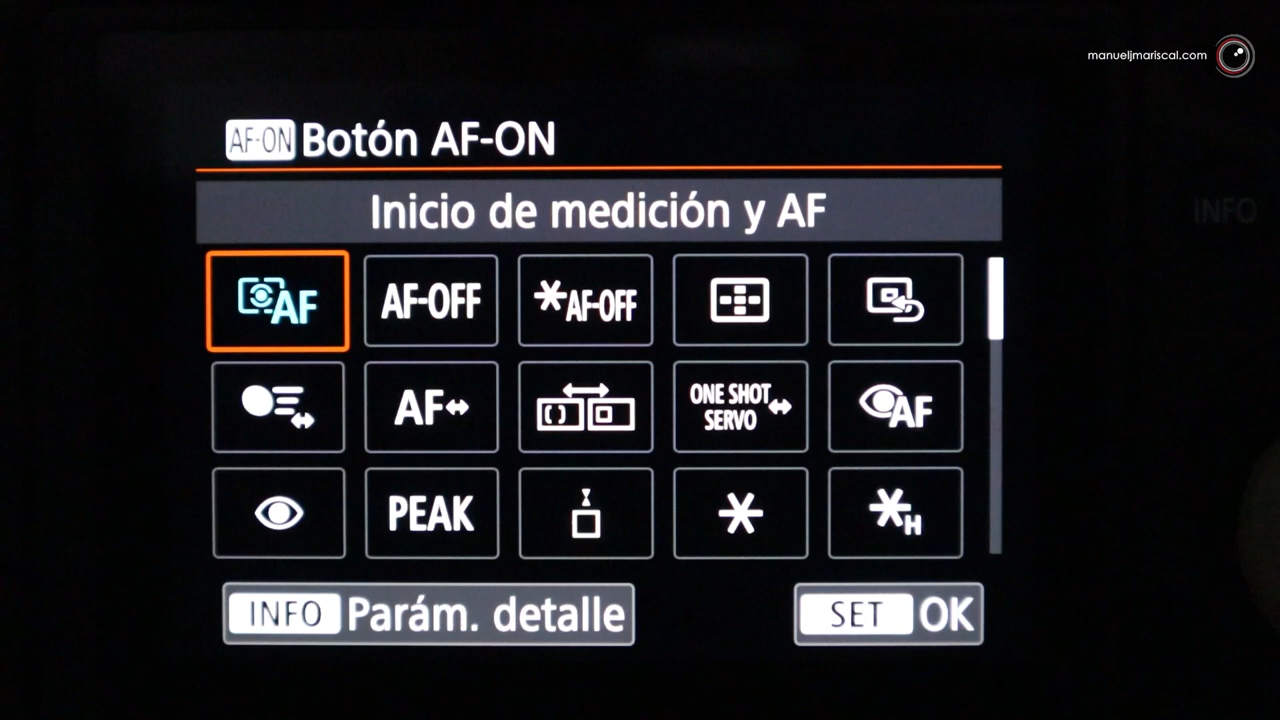 manueljmariscal.com
AF-ON Botón AF-ON
INFO
Inicio de medición y AF
AF AF-OFF *AF-OFF
AF ONE SHOT SERVO AF
PEAK * *H
INFO Parám. detalle SET OK